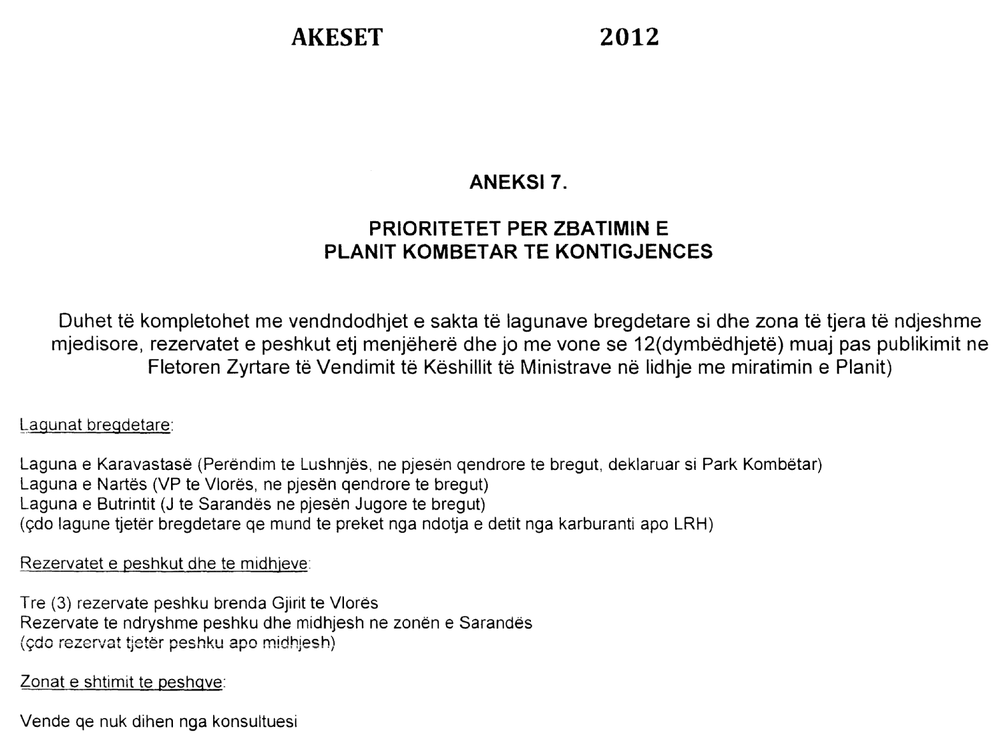 AKESET 2012
ANEKSI 7.
PRIORITETET PER ZBATIMIN E
PLANIT KOMBETAR TE KONTIGJENCES
Duhet të kompletohet me vendndodhjet e sakta të lagunave bregdetare si dhe zona të tjera të ndjeshme
mjedisore, rezervatet e peshkut etj menjëherë dhe jo me vone se 12(dymbëdhjetë) muaj pas publikimit ne
Fletoren Zyrtare të Vendimit të Këshillit të Ministrave në lidhje me miratimin e Planit)
Lagunat bregdetare:
Laguna e Karavastasë (Perëndim te Lushnjës, ne pjesën qendrore te bregut, deklaruar si Park Kombëtar)
Laguna e Nartës (VP te Vlorës, ne pjesën qendrore te bregut)
Laguna e Butrintit (J te Sarandës ne pjesën Jugore te bregut)
(çdo lagune tjetër bregdetare qe mund te preket nga ndotja e detit nga karburanti apo LRH)
Rezervatet e peshkut dhe te midhjeve:
Tre (3) rezervate peshku brenda Gjirit te Vlorës
Rezervate te ndryshme peshku dhe midhjesh ne zonën e Sarandës
(çdo rezervat tjetër peshku apo midhjesh)
Zonat e shtimit te peshqve:
Vende qe nuk dihen nga konsultuesi